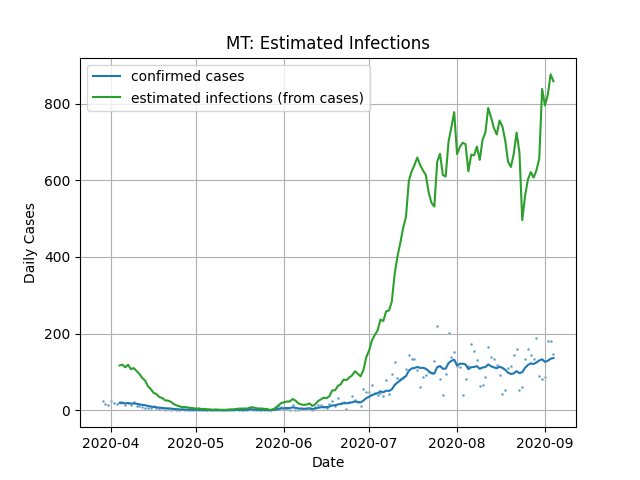 MT: Estimated Infections
confirmed cases
estimated infections (from cases)
800
600
400
200
0
Daily Cases
2020-04 2020-05 2020-06 2020-07 2020-08 2020-09
Date